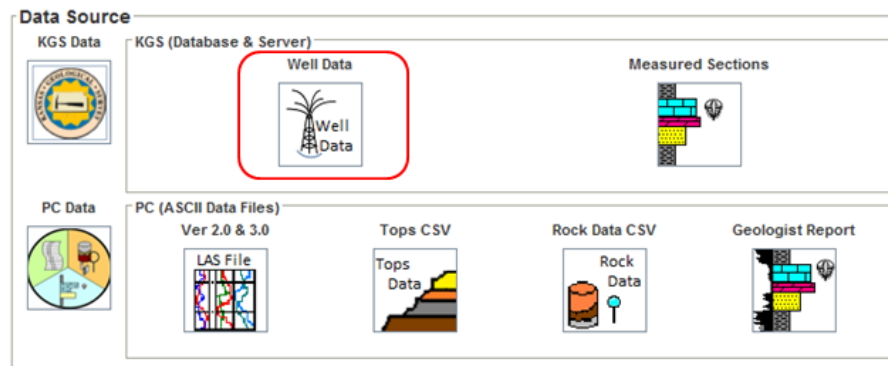 Data Source
KGS Data
KGS (Database & Server)
Well Data
Measured Sections
Well
Data
PC Data
PC (ASCII Data Files)
Ver 2.0 & 3.0
Tops CSV
Rock Data CSV
Geologist Report
LAS File
Tops
Data
Rock
Data